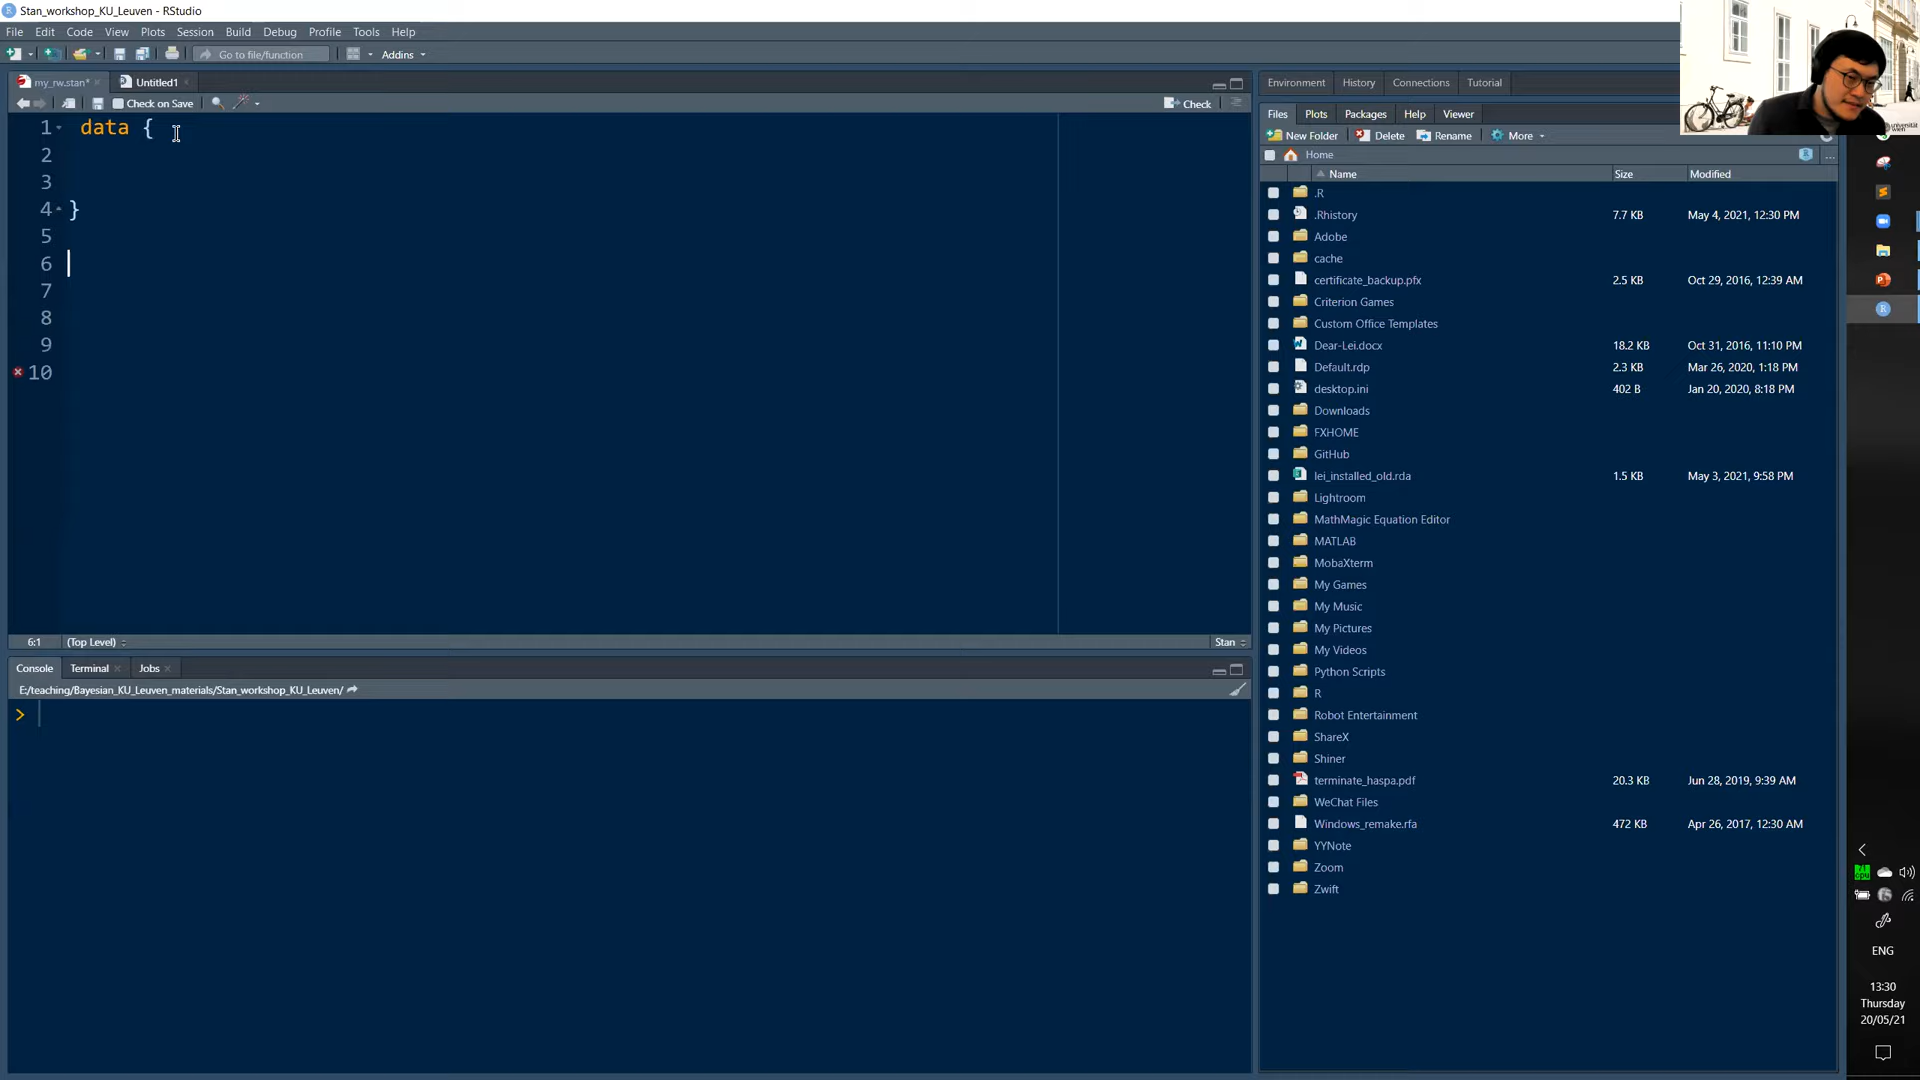 Stan_workshop_KU_Leuven - RStudio
File Edit Code View Plots Session Build Debug Profile Tools Help
Go to file/function Addins
my_rw.stan* Untitled1
Check on Save Check
1 data {
2
3
4 }
5
6
7
8
9
10
6:1 (Top Level) Stan
Console Terminal Jobs
E:/teaching/Bayesian_KU_Leuven_materials/Stan_workshop_KU_Leuven/
>
Environment History Connections Tutorial
Files Plots Packages Help Viewer
New Folder Delete Rename More
Home
Name Size Modified
.R
.Rhistory 7.7 KB May 4, 2021, 12:30 PM
Adobe
cache
certificate_backup.pfx 2.5 KB Oct 29, 2016, 12:39 AM
Criterion Games
Custom Office Templates
Dear-Lei.docx 18.2 KB Oct 31, 2016, 11:10 PM
Default.rdp 2.3 KB Mar 26, 2020, 1:18 PM
desktop.ini 402 B Jan 20, 2020, 8:18 PM
Downloads
FXHOME
GitHub
lei_installed_old.rda 1.5 KB May 3, 2021, 9:58 PM
Lightroom
MathMagic Equation Editor
MATLAB
MobaXterm
My Games
My Music
My Pictures
My Videos
Python Scripts
R
Robot Entertainment
ShareX
Shiner
terminate_haspa.pdf 20.3 KB Jun 28, 2019, 9:39 AM
WeChat Files
Windows_remake.rfa 472 KB Apr 26, 2017, 12:30 AM
YYNote
Zoom
Zwift
universität
wien
ENG
13:30
Thursday
20/05/21